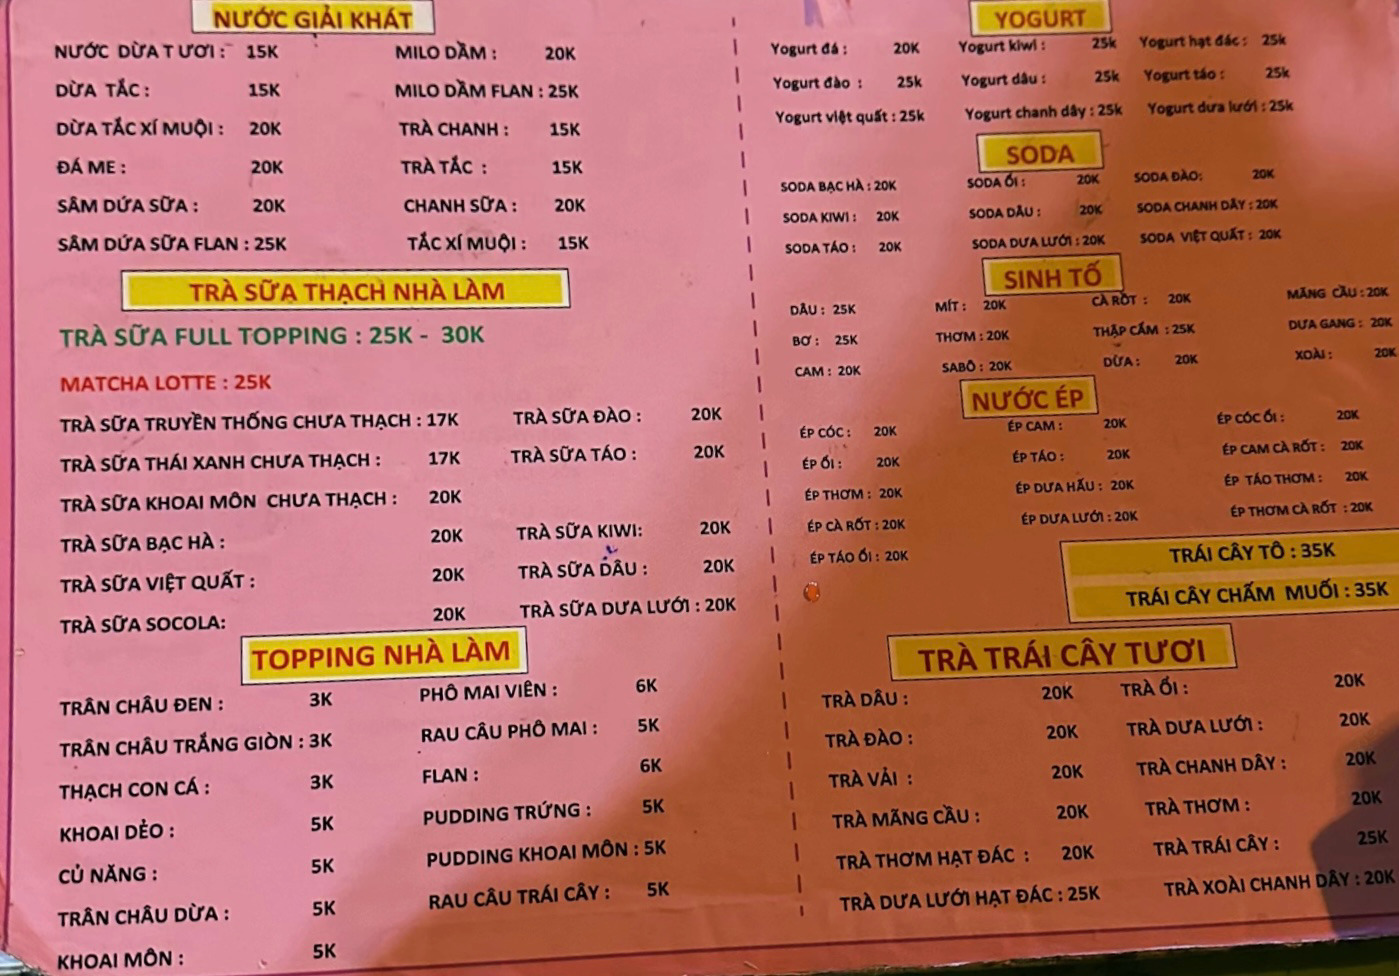 NƯỚC GIẢI KHÁT
NƯỚC DỪA TƯƠI : 15K
MILO DẦM : 20K
DỪA TẮC : 15K
MILO DẦM FLAN : 25K
DỪA TẮC XÍ MUỘI : 20K
TRÀ CHANH : 15K
ĐÁ ME : 20K
TRÀ TẮC : 15K
SÂM DỨA SỮA : 20K
CHANH SỮA : 20K
SÂM DỨA SỮA FLAN : 25K
TẮC XÍ MUỘI : 15K
TRÀ SỮA THẠCH NHÀ LÀM
TRÀ SỮA FULL TOPPING : 25K - 30K
MATCHA LOTTE : 25K
TRÀ SỮA TRUYỀN THỐNG CHƯA THẠCH : 17K
TRÀ SỮA ĐÀO : 20K
TRÀ SỮA THÁI XANH CHƯA THẠCH : 17K
TRÀ SỮA TÁO : 20K
TRÀ SỮA KHOAI MÔN CHƯA THẠCH : 20K
TRÀ SỮA BẠC HÀ : 20K
TRÀ SỮA KIWI: 20K
TRÀ SỮA VIỆT QUẤT : 20K
TRÀ SỮA DÂU : 20K
TRÀ SỮA SOCOLA: 20K
TRÀ SỮA DƯA LƯỚI : 20K
TOPPING NHÀ LÀM
TRÂN CHÂU ĐEN : 3K
PHÔ MAI VIÊN : 6K
TRÂN CHÂU TRẮNG GIÒN : 3K
RAU CÂU PHÔ MAI : 5K
THẠCH CON CÁ : 3K
FLAN : 6K
KHOAI DẺO : 5K
PUDDING TRỨNG : 5K
CỦ NĂNG : 5K
PUDDING KHOAI MÔN : 5K
TRÂN CHÂU DỪA : 5K
RAU CÂU TRÁI CÂY : 5K
KHOAI MÔN : 5K
YOGURT
Yogurt đá : 20K
Yogurt kiwi : 25k
Yogurt hạt đác : 25k
Yogurt đào : 25k
Yogurt dâu : 25k
Yogurt táo : 25k
Yogurt việt quất : 25k
Yogurt chanh dây : 25k
Yogurt dưa lưới : 25k
SODA
SODA BẠC HÀ : 20K
SODA ỔI : 20K
SODA ĐÀO: 20K
SODA KIWI : 20K
SODA DÂU : 20K
SODA CHANH DÂY : 20K
SODA TÁO : 20K
SODA DƯA LƯỚI : 20K
SODA VIỆT QUẤT : 20K
SINH TỐ
DÂU : 25K
MÍT : 20K
CÀ RỐT : 20K
MÃNG CẦU : 20K
BƠ : 25K
THƠM : 20K
THẬP CẨM : 25K
DƯA GANG : 20K
CAM : 20K
SABÔ : 20K
DỪA : 20K
XOÀI : 20K
NƯỚC ÉP
ÉP CÓC : 20K
ÉP CAM : 20K
ÉP CÓC ỔI : 20K
ÉP ỔI : 20K
ÉP TÁO : 20K
ÉP CAM CÀ RỐT : 20K
ÉP THƠM : 20K
ÉP DƯA HẤU : 20K
ÉP TÁO THƠM : 20K
ÉP CÀ RỐT : 20K
ÉP DƯA LƯỚI : 20K
ÉP THƠM CÀ RỐT : 20K
ÉP TÁO ỔI : 20K
TRÁI CÂY TÔ : 35K
TRÁI CÂY CHẤM MUỐI : 35K
TRÀ TRÁI CÂY TƯƠI
TRÀ DÂU : 20K
TRÀ ỔI : 20K
TRÀ ĐÀO : 20K
TRÀ DƯA LƯỚI : 20K
TRÀ VẢI : 20K
TRÀ CHANH DÂY : 20K
TRÀ MÃNG CẦU : 20K
TRÀ THƠM : 20K
TRÀ THƠM HẠT ĐÁC : 20K
TRÀ TRÁI CÂY : 25K
TRÀ DƯA LƯỚI HẠT ĐÁC : 25K
TRÀ XOÀI CHANH DÂY : 20K